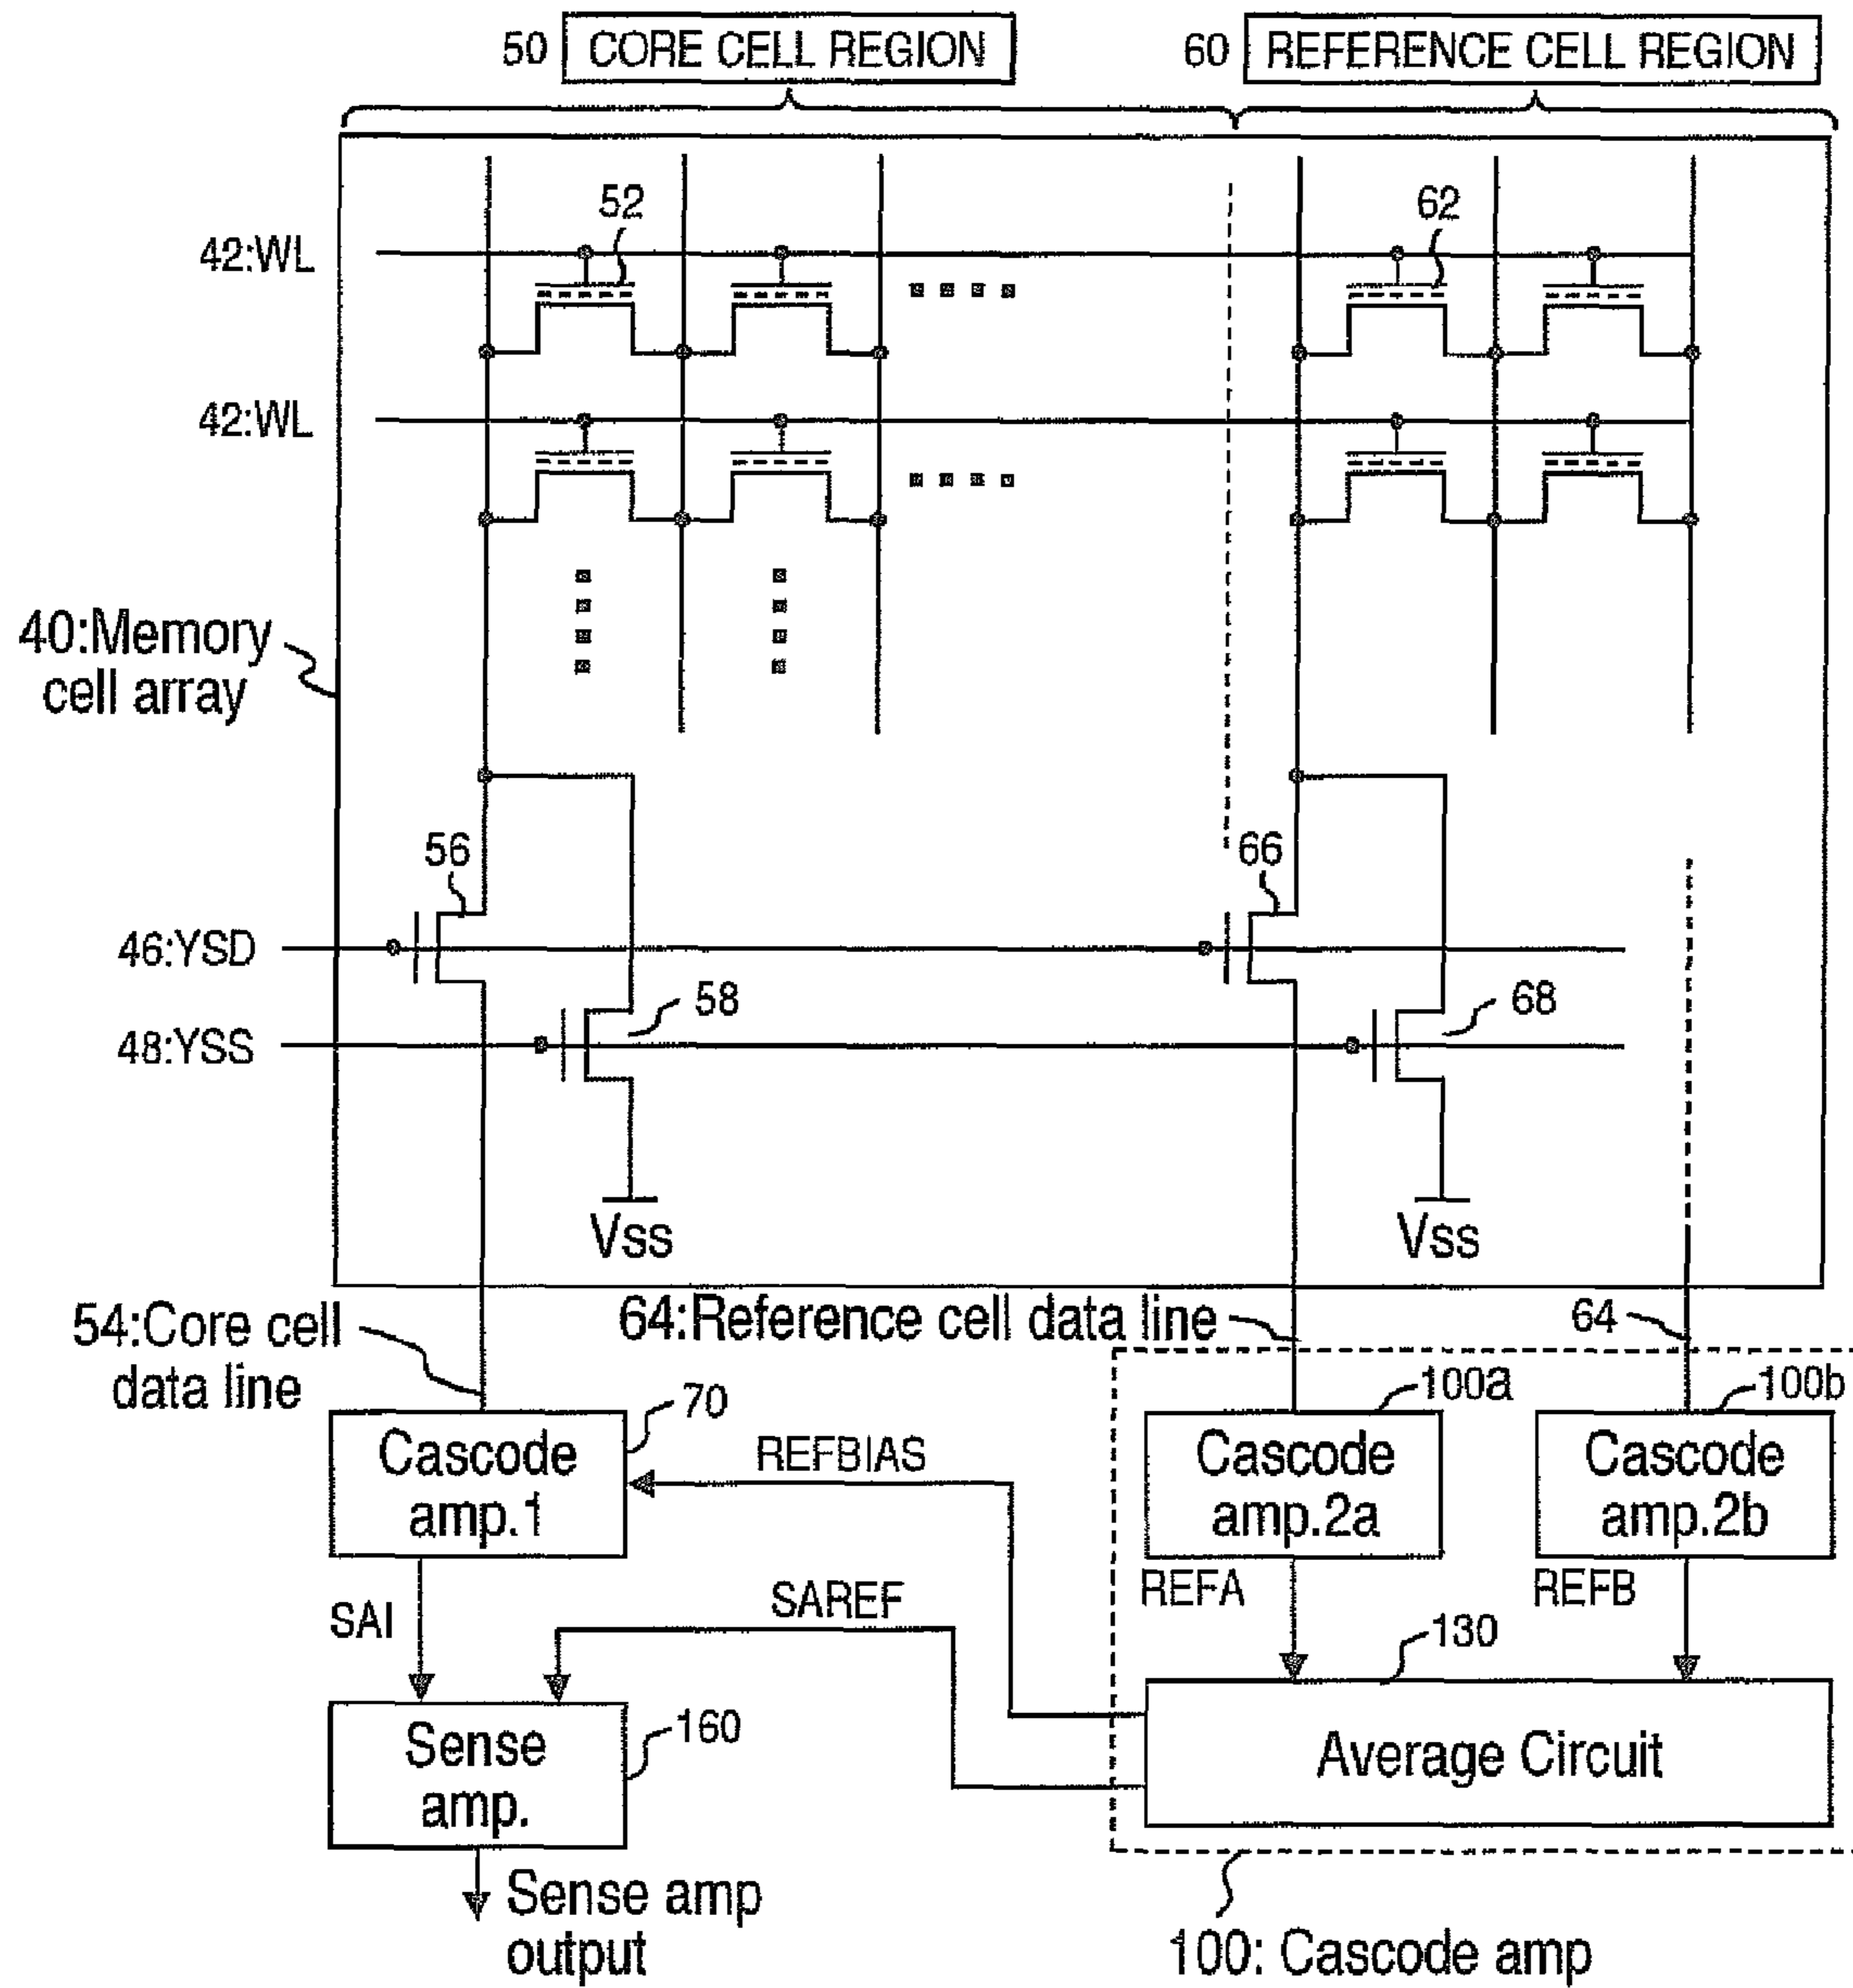 50 CORE CELL REGION
60 REFERENCE CELL REGION
52
62
42:WL
42:WL
40:Memory
cell array
56
66
46:YSD
58
68
48:YSS
Vss
Vss
54:Core cell
data line
64:Reference cell data line
64
70
100a
100b
Cascode
amp.1
REFBIAS
Cascode
amp.2a
Cascode
amp.2b
SAI
SAREF
REFA
REFB
130
Sense
amp.
160
Average Circuit
Sense amp
output
100: Cascode amp